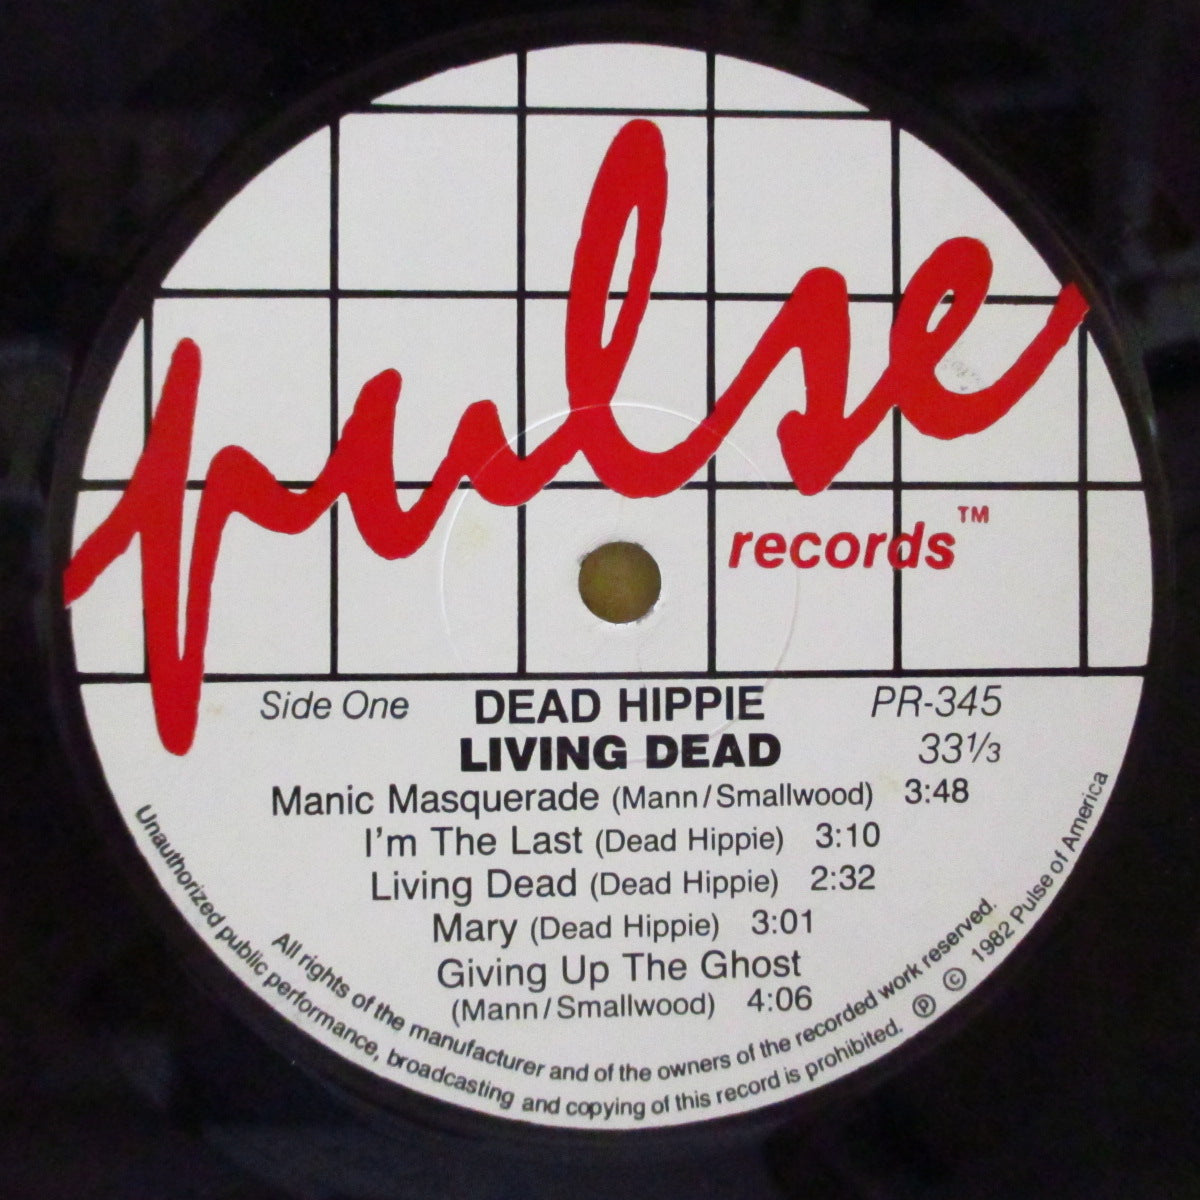 pulse
records™
Side One DEAD HIPPIE PR-345
LIVING DEAD 33⅓
Manic Masquerade (Mann/Smallwood) 3:48
I'm The Last (Dead Hippie) 3:10
Living Dead (Dead Hippie) 2:32
Mary (Dead Hippie) 3:01
Giving Up The Ghost
(Mann/Smallwood) 4:06
All rights of the manufacturer and of the owners of the recorded work reserved.
Unauthorized public performance, broadcasting and copying of this record is prohibited. ℗ © 1982 Pulse of America